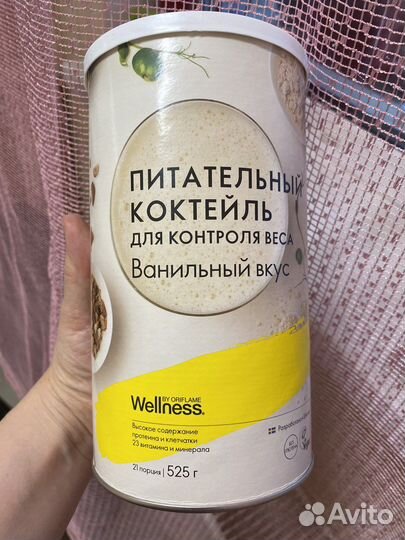 ПИТАТЕЛЬНЫЙ
КОКТЕЙЛЬ
ДЛЯ КОНТРОЛЯ ВЕСА
Ванильный вкус
BY ORIFLAME
Wellness.
Высокое содержание
протеина и клетчатки
23 витамина и минерала
21 порция | 525 г
Разработано в
Avito